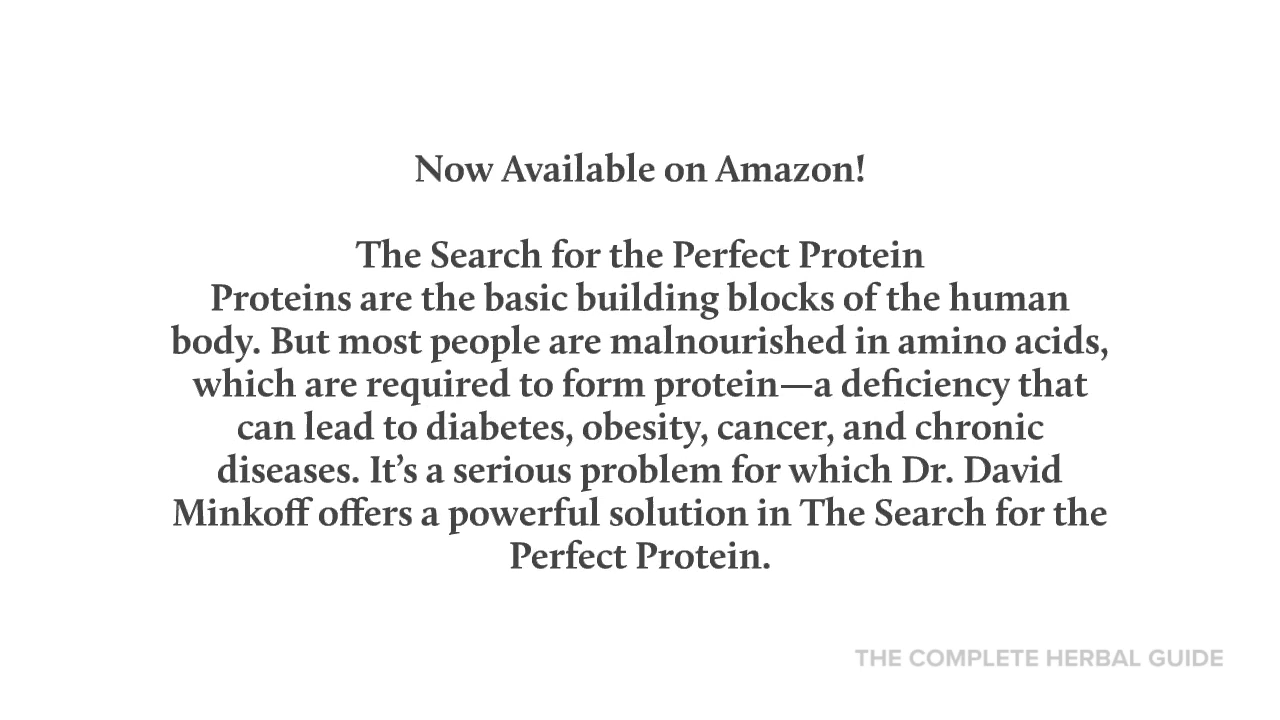 Now Available on Amazon!
The Search for the Perfect Protein
Proteins are the basic building blocks of the human
body. But most people are malnourished in amino acids,
which are required to form protein—a deficiency that
can lead to diabetes, obesity, cancer, and chronic
diseases. It’s a serious problem for which Dr. David
Minkoff offers a powerful solution in The Search for the
Perfect Protein.
THE COMPLETE HERBAL GUIDE